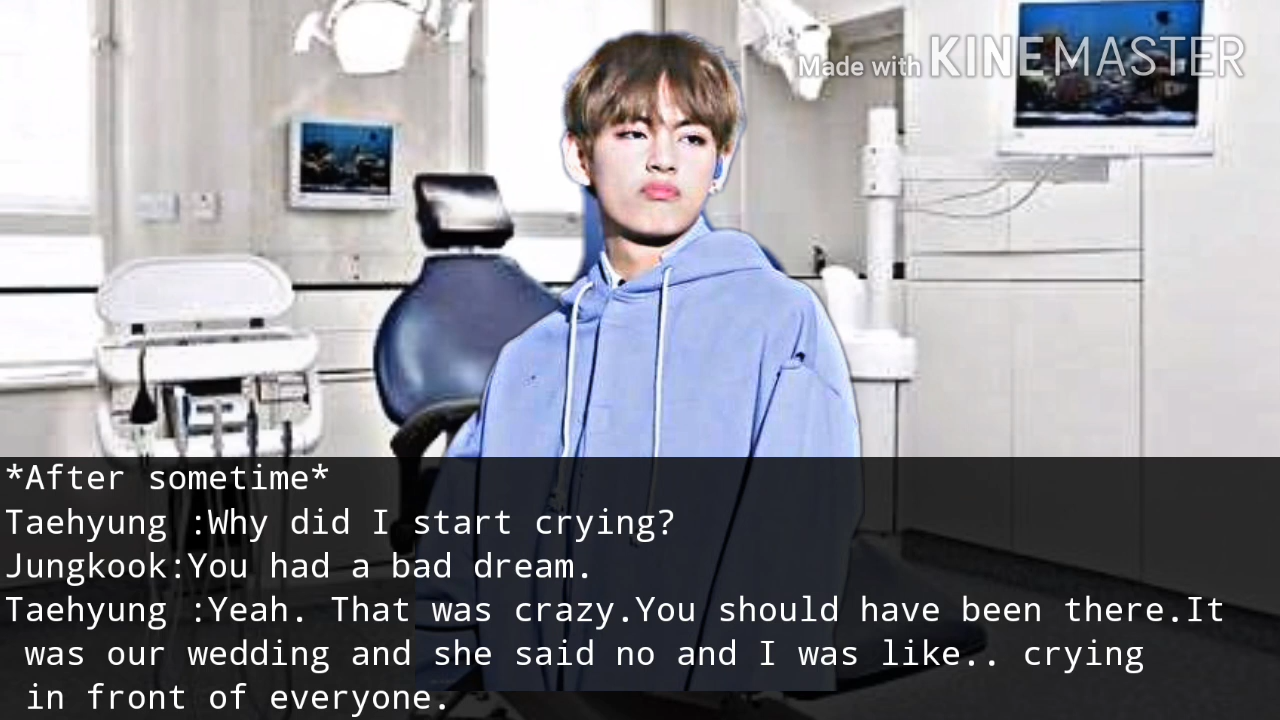 Made with KINEMASTER
*After sometime*
Taehyung :Why did I start crying?
Jungkook:You had a bad dream.
Taehyung :Yeah. That was crazy.You should have been there.It
was our wedding and she said no and I was like.. crying
in front of everyone.